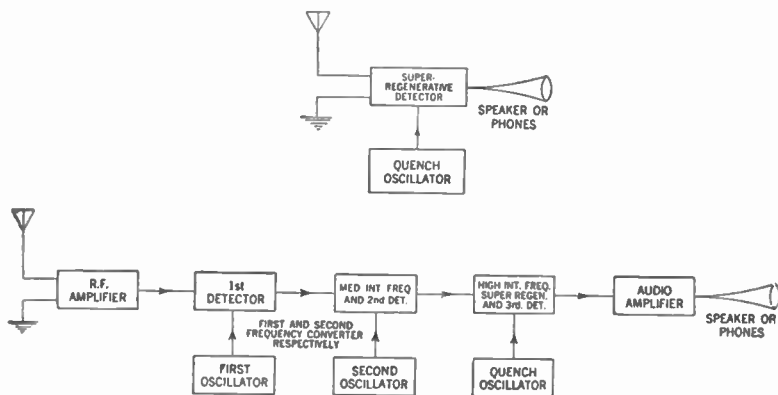 SUPER-
REGENERATIVE
DETECTOR
SPEAKER OR
PHONES
QUENCH
OSCILLATOR
R.F.
AMPLIFIER
1st
DETECTOR
MED INT FREQ
AND 2nd DET.
HIGH INT. FREQ.
SUPER REGEN.
AND 3rd. DET.
AUDIO
AMPLIFIER
SPEAKER OR
PHONES
FIRST AND SECOND
FREQUENCY CONVERTER
RESPECTIVELY
FIRST
OSCILLATOR
SECOND
OSCILLATOR
QUENCH
OSCILLATOR